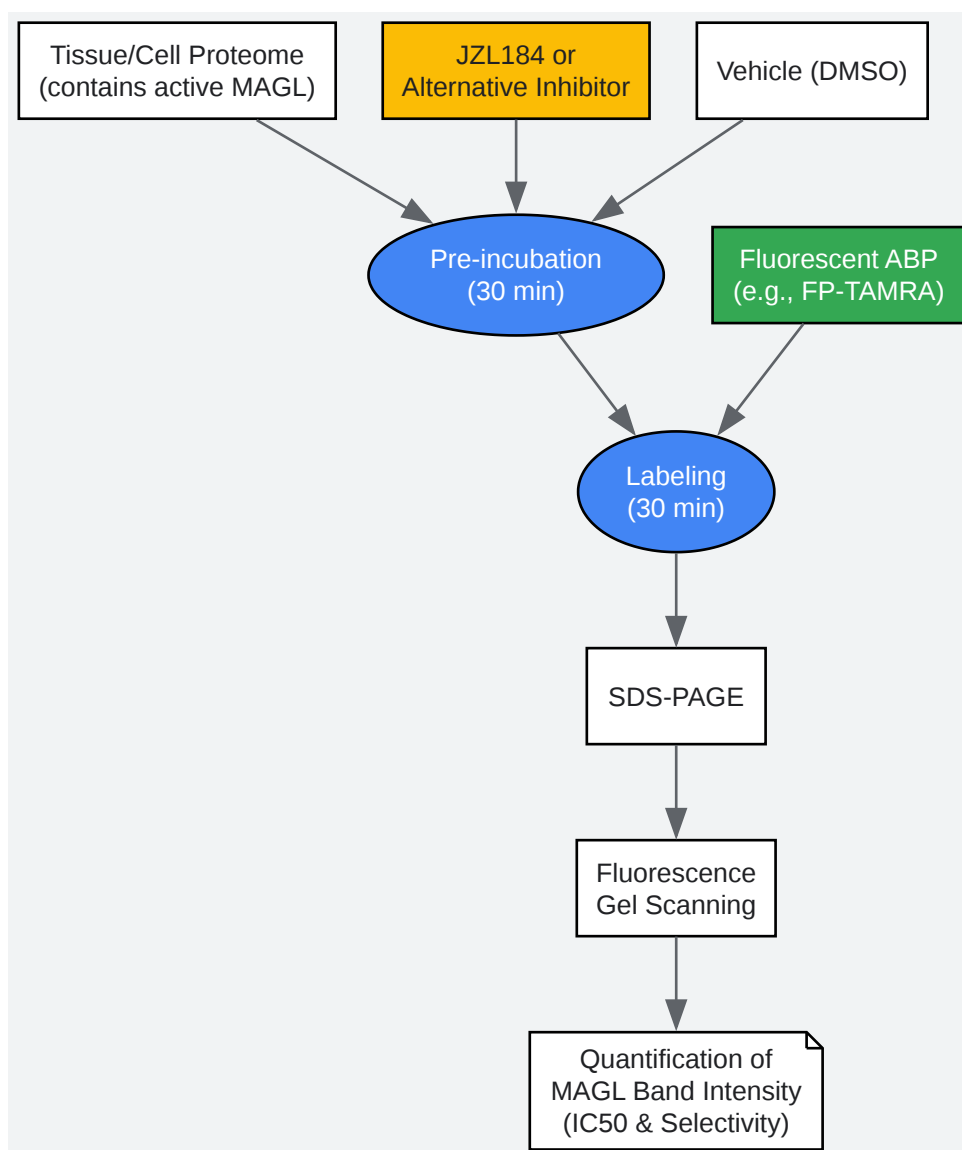 Tissue/Cell Proteome
(contains active MAGL)
JZL184 or
Alternative Inhibitor
Vehicle (DMSO)
Pre-incubation
(30 min)
Fluorescent ABP
(e.g., FP-TAMRA)
Labeling
(30 min)
SDS-PAGE
Fluorescence
Gel Scanning
Quantification of
MAGL Band Intensity
(IC50 & Selectivity)